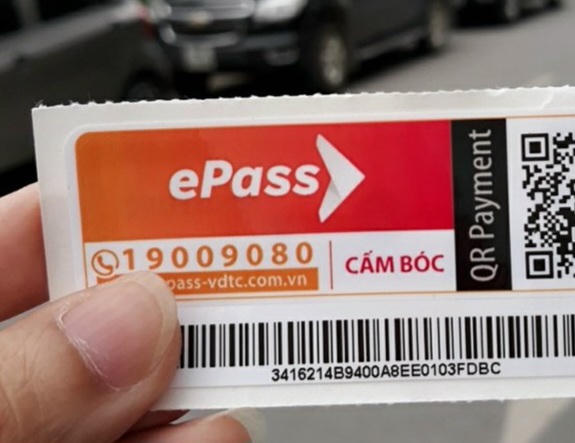 ePass
19009080
pass-vdtc.com.vn
CẤM BÓC
QR Payment
3416214B9400A8EE0103FDBC